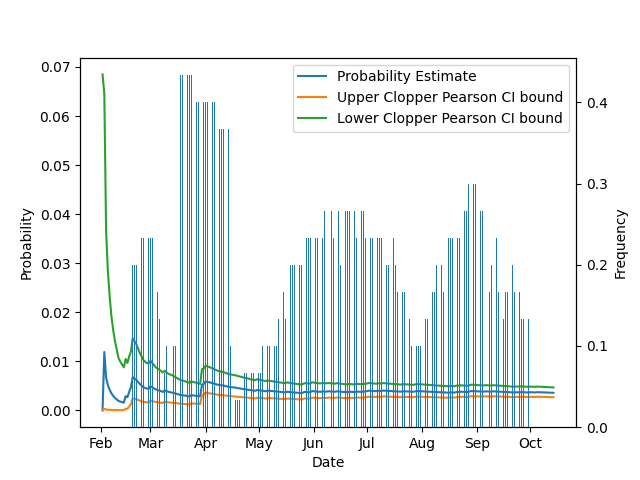 Probability Estimate
Upper Clopper Pearson CI bound
Lower Clopper Pearson CI bound
0.07
0.06
0.05
0.04
0.03
0.02
0.01
0.00
Probability
0.4
0.3
0.2
0.1
0.0
Frequency
Feb Mar Apr May Jun Jul Aug Sep Oct
Date